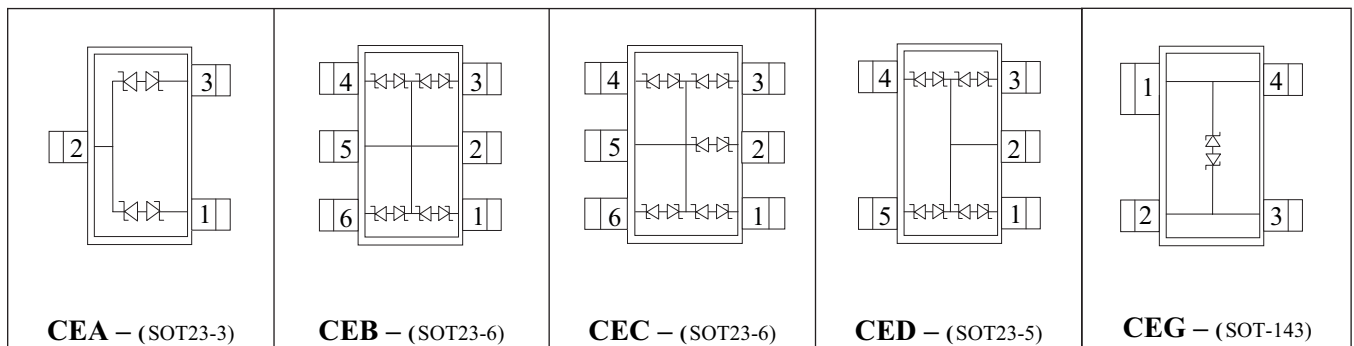 3
2
1
CEA – (SOT23-3)
4 3
5 2
6 1
CEB – (SOT23-6)
4 3
5 2
6 1
CEC – (SOT23-6)
4 3
2
5 1
CED – (SOT23-5)
1 4
2 3
CEG – (SOT-143)